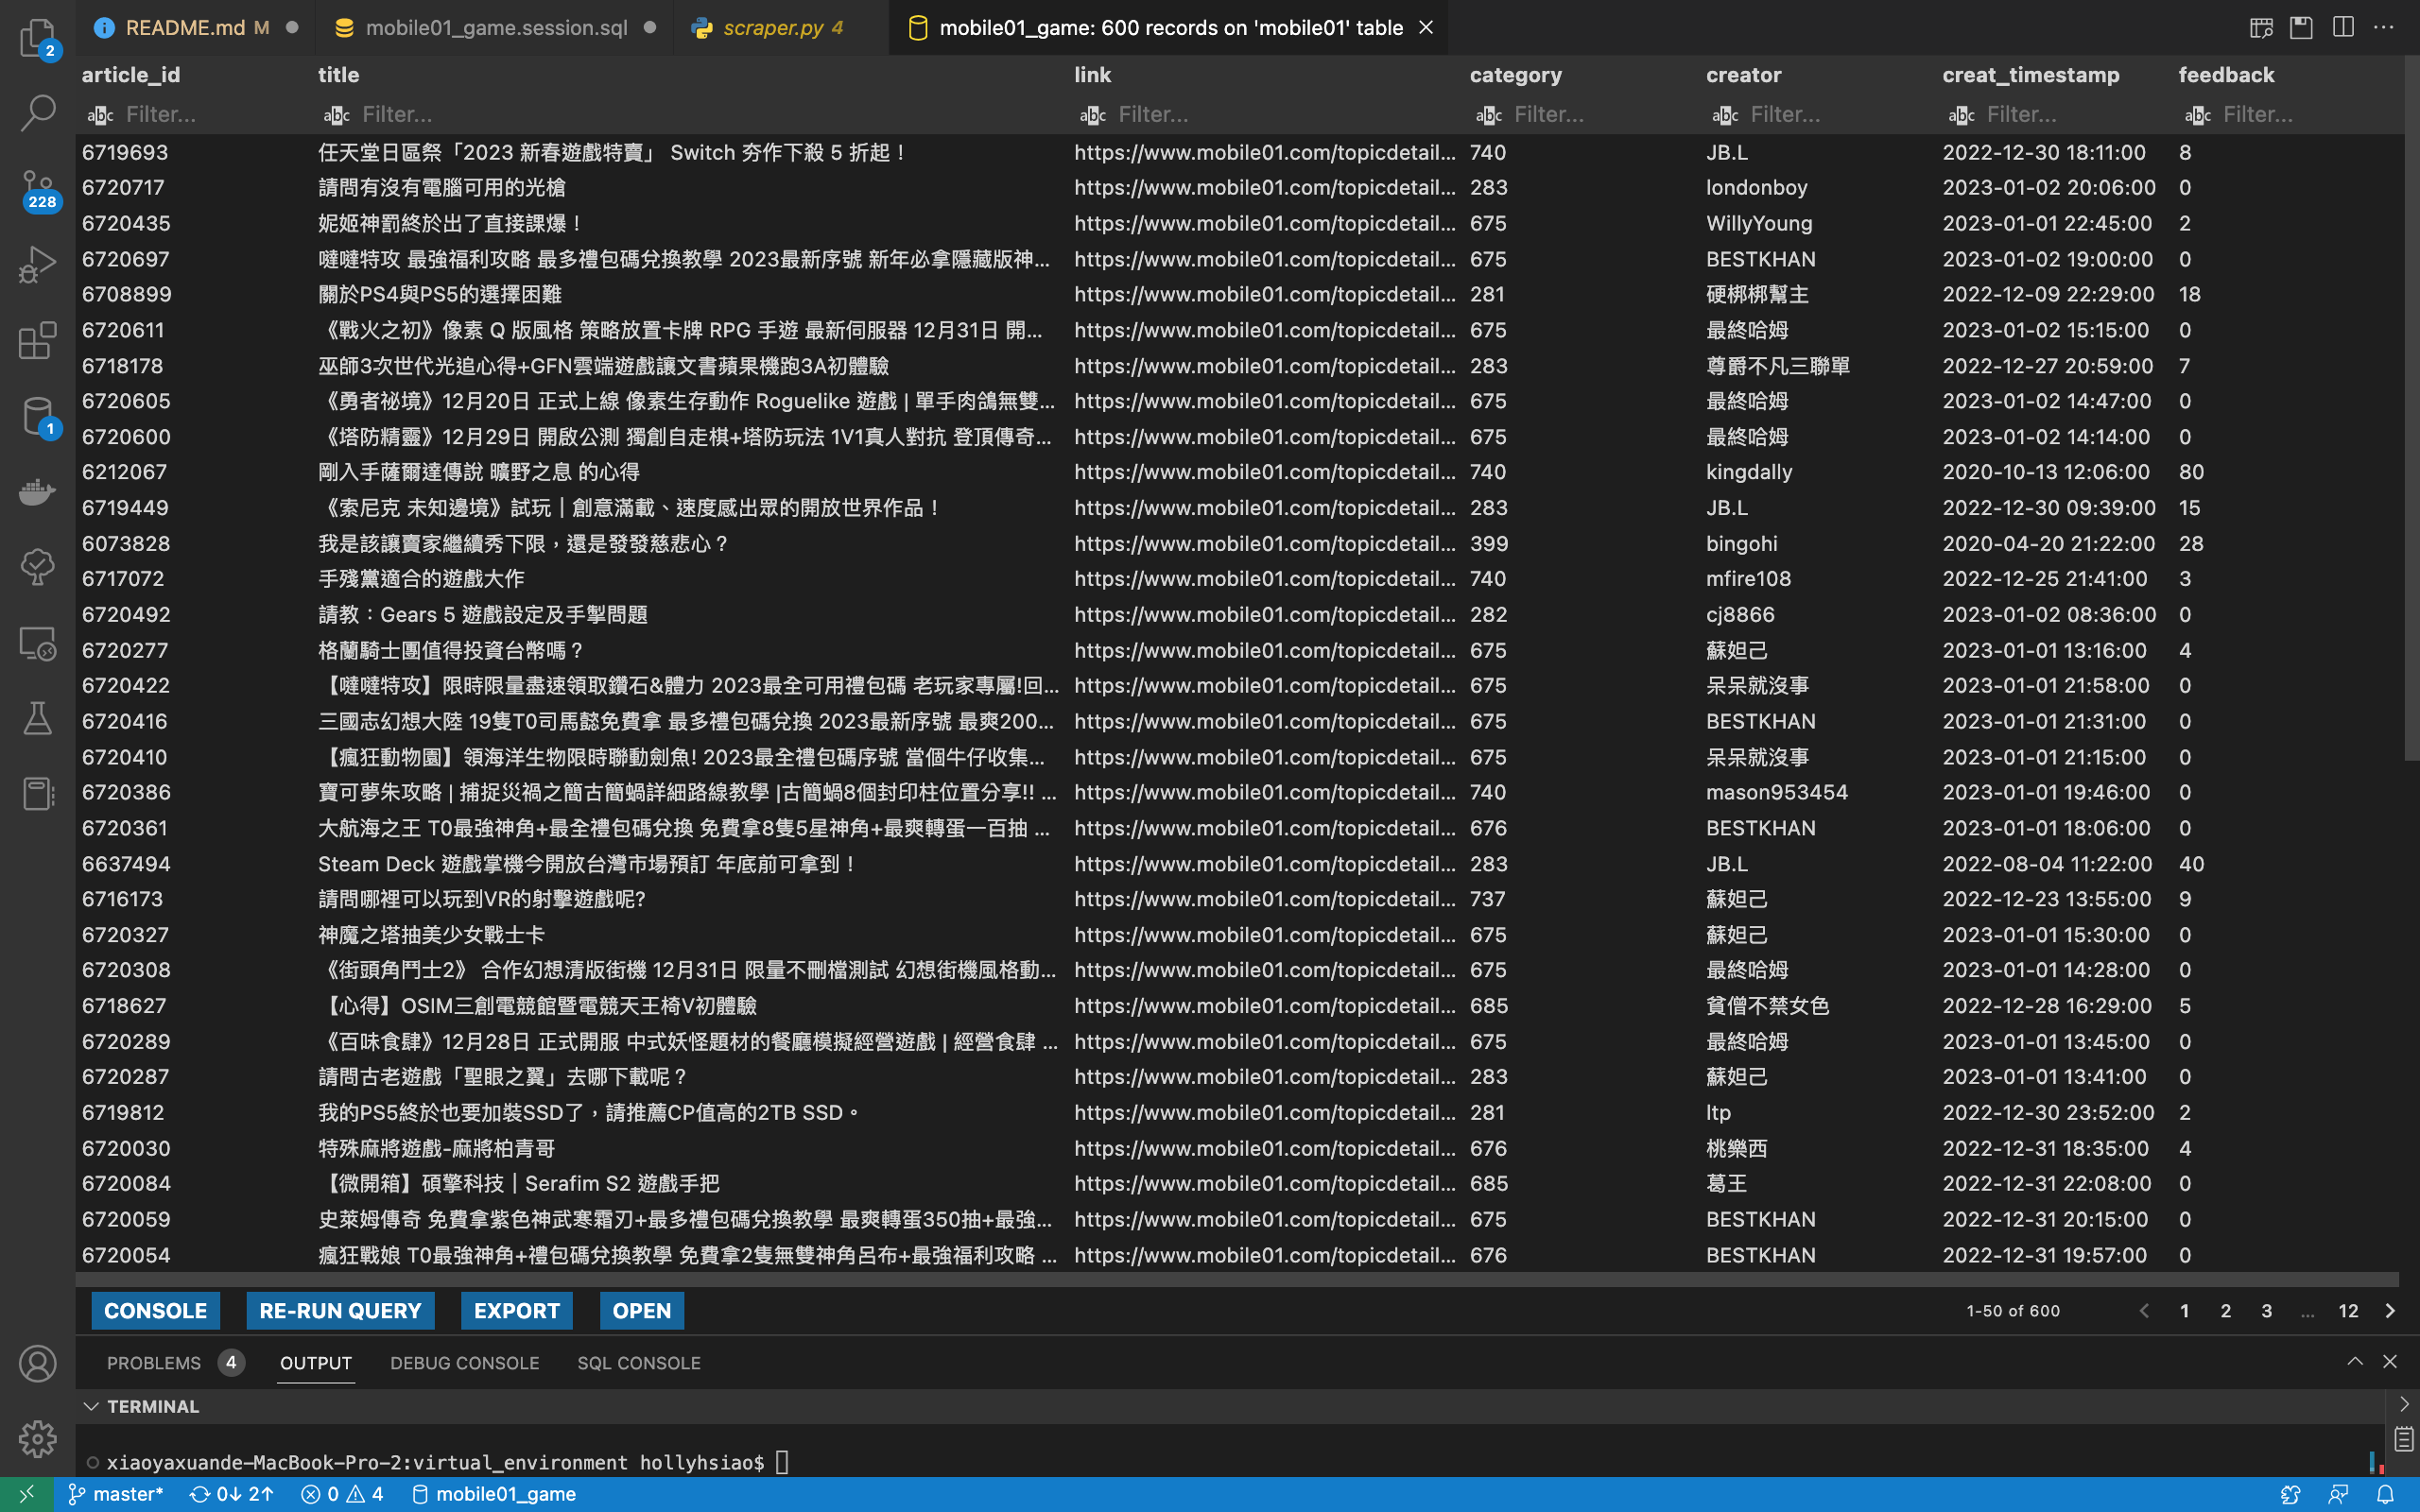 README.md M mobile01_game.session.sql scraper.py 4 mobile01_game: 600 records on 'mobile01' table
2
article_id title link category creator creat_timestamp feedback
abc Filter... abc Filter... abc Filter... abc Filter... abc Filter... abc Filter... abc Filter...
6719693 任天堂日區祭「2023 新春遊戲特賣」 Switch 夯作下殺 5 折起！ https://www.mobile01.com/topicdetail... 740 JB.L 2022-12-30 18:11:00 8
6720717 請問有沒有電腦可用的光槍 https://www.mobile01.com/topicdetail... 283 londonboy 2023-01-02 20:06:00 0
228
6720435 妮姬神罰終於出了直接課爆！ https://www.mobile01.com/topicdetail... 675 WillyYoung 2023-01-01 22:45:00 2
6720697 噠噠特攻 最強福利攻略 最多禮包碼兌換教學 2023最新序號 新年必拿隱藏版神... https://www.mobile01.com/topicdetail... 675 BESTKHAN 2023-01-02 19:00:00 0
6708899 關於PS4與PS5的選擇困難 https://www.mobile01.com/topicdetail... 281 硬梆梆幫主 2022-12-09 22:29:00 18
6720611 《戰火之初》像素 Q 版風格 策略放置卡牌 RPG 手遊 最新伺服器 12月31日 開... https://www.mobile01.com/topicdetail... 675 最終哈姆 2023-01-02 15:15:00 0
6718178 巫師3次世代光追心得+GFN雲端遊戲讓文書蘋果機跑3A初體驗 https://www.mobile01.com/topicdetail... 283 尊爵不凡三聯單 2022-12-27 20:59:00 7
6720605 《勇者祕境》12月20日 正式上線 像素生存動作 Roguelike 遊戲 | 單手肉鴿無雙... https://www.mobile01.com/topicdetail... 675 最終哈姆 2023-01-02 14:47:00 0
1
6720600 《塔防精靈》12月29日 開啟公測 獨創自走棋+塔防玩法 1V1真人對抗 登頂傳奇... https://www.mobile01.com/topicdetail... 675 最終哈姆 2023-01-02 14:14:00 0
6212067 剛入手薩爾達傳說 曠野之息 的心得 https://www.mobile01.com/topicdetail... 740 kingdally 2020-10-13 12:06:00 80
6719449 《索尼克 未知邊境》試玩｜創意滿載、速度感出眾的開放世界作品！ https://www.mobile01.com/topicdetail... 283 JB.L 2022-12-30 09:39:00 15
6073828 我是該讓賣家繼續秀下限，還是發發慈悲心？ https://www.mobile01.com/topicdetail... 399 bingohi 2020-04-20 21:22:00 28
6717072 手殘黨適合的遊戲大作 https://www.mobile01.com/topicdetail... 740 mfire108 2022-12-25 21:41:00 3
6720492 請教：Gears 5 遊戲設定及手掣問題 https://www.mobile01.com/topicdetail... 282 cj8866 2023-01-02 08:36:00 0
6720277 格蘭騎士團值得投資台幣嗎？ https://www.mobile01.com/topicdetail... 675 蘇妲己 2023-01-01 13:16:00 4
6720422 【噠噠特攻】限時限量盡速領取鑽石&體力 2023最全可用禮包碼 老玩家專屬!回... https://www.mobile01.com/topicdetail... 675 呆呆就沒事 2023-01-01 21:58:00 0
6720416 三國志幻想大陸 19隻T0司馬懿免費拿 最多禮包碼兌換 2023最新序號 最爽200... https://www.mobile01.com/topicdetail... 675 BESTKHAN 2023-01-01 21:31:00 0
6720410 【瘋狂動物園】領海洋生物限時聯動劍魚! 2023最全禮包碼序號 當個牛仔收集... https://www.mobile01.com/topicdetail... 675 呆呆就沒事 2023-01-01 21:15:00 0
6720386 寶可夢朱攻略 | 捕捉災禍之簡古簡蝸詳細路線教學 |古簡蝸8個封印柱位置分享!! ... https://www.mobile01.com/topicdetail... 740 mason953454 2023-01-01 19:46:00 0
6720361 大航海之王 T0最強神角+最全禮包碼兌換 免費拿8隻5星神角+最爽轉蛋一百抽 ... https://www.mobile01.com/topicdetail... 676 BESTKHAN 2023-01-01 18:06:00 0
6637494 Steam Deck 遊戲掌機今開放台灣市場預訂 年底前可拿到！ https://www.mobile01.com/topicdetail... 283 JB.L 2022-08-04 11:22:00 40
6716173 請問哪裡可以玩到VR的射擊遊戲呢? https://www.mobile01.com/topicdetail... 737 蘇妲己 2022-12-23 13:55:00 9
6720327 神魔之塔抽美少女戰士卡 https://www.mobile01.com/topicdetail... 675 蘇妲己 2023-01-01 15:30:00 0
6720308 《街頭角鬥士2》 合作幻想清版街機 12月31日 限量不刪檔測試 幻想街機風格動... https://www.mobile01.com/topicdetail... 675 最終哈姆 2023-01-01 14:28:00 0
6718627 【心得】OSIM三創電競館暨電競天王椅V初體驗 https://www.mobile01.com/topicdetail... 685 貧僧不禁女色 2022-12-28 16:29:00 5
6720289 《百味食肆》12月28日 正式開服 中式妖怪題材的餐廳模擬經營遊戲 | 經營食肆 ... https://www.mobile01.com/topicdetail... 675 最終哈姆 2023-01-01 13:45:00 0
6720287 請問古老遊戲「聖眼之翼」去哪下載呢？ https://www.mobile01.com/topicdetail... 283 蘇妲己 2023-01-01 13:41:00 0
6719812 我的PS5終於也要加裝SSD了，請推薦CP值高的2TB SSD。 https://www.mobile01.com/topicdetail... 281 ltp 2022-12-30 23:52:00 2
6720030 特殊麻將遊戲-麻將柏青哥 https://www.mobile01.com/topicdetail... 676 桃樂西 2022-12-31 18:35:00 4
6720084 【微開箱】碩擎科技｜Serafim S2 遊戲手把 https://www.mobile01.com/topicdetail... 685 葛王 2022-12-31 22:08:00 0
6720059 史萊姆傳奇 免費拿紫色神武寒霜刃+最多禮包碼兌換教學 最爽轉蛋350抽+最強... https://www.mobile01.com/topicdetail... 675 BESTKHAN 2022-12-31 20:15:00 0
6720054 瘋狂戰娘 T0最強神角+禮包碼兌換教學 免費拿2隻無雙神角呂布+最強福利攻略 ... https://www.mobile01.com/topicdetail... 676 BESTKHAN 2022-12-31 19:57:00 0
CONSOLE RE-RUN QUERY EXPORT OPEN 1-50 of 600 1 2 3 ... 12
PROBLEMS 4 OUTPUT DEBUG CONSOLE SQL CONSOLE
TERMINAL
xiaoyaxuande-MacBook-Pro-2:virtual_environment hollyhsiao$
master* 0↓ 2↑ 0 4 mobile01_game